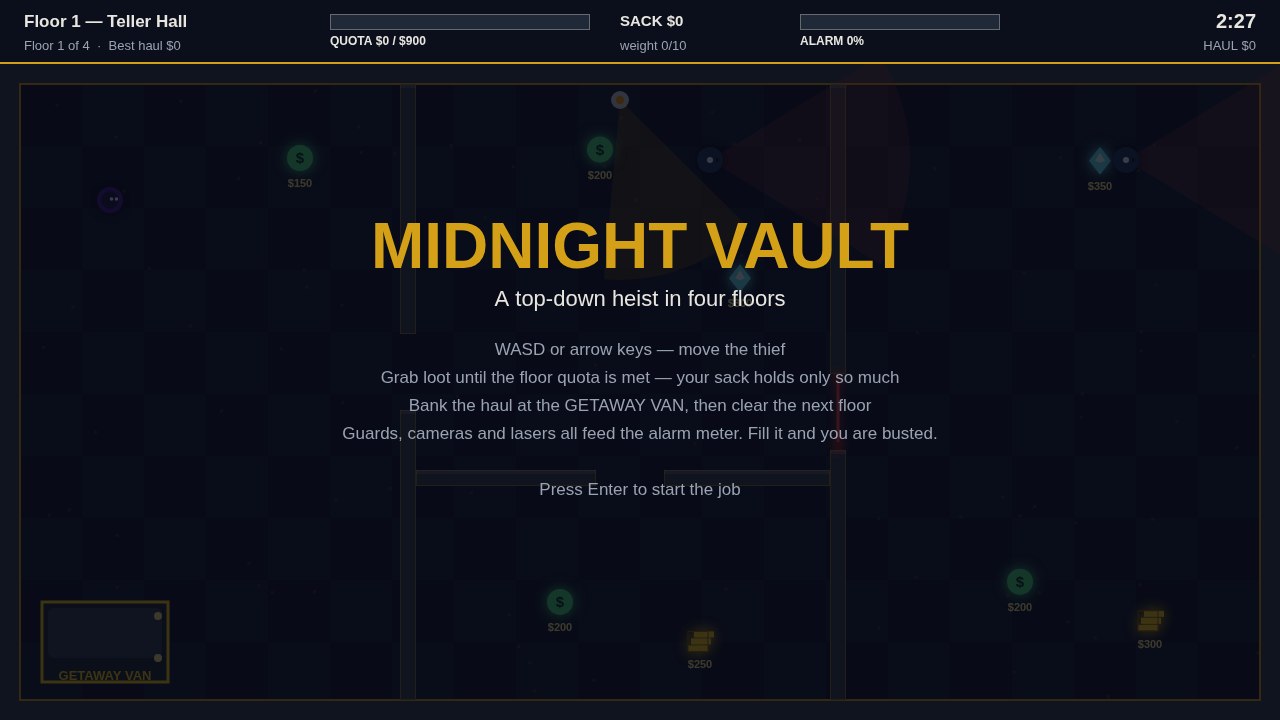 Floor 1 — Teller Hall
Floor 1 of 4 · Best haul $0
QUOTA $0 / $900
SACK $0
weight 0/10
ALARM 0%
2:27
HAUL $0
$
$150
$
$200
$350
MIDNIGHT VAULT
A top-down heist in four floors
WASD or arrow keys — move the thief
Grab loot until the floor quota is met — your sack holds only so much
Bank the haul at the GETAWAY VAN, then clear the next floor
Guards, cameras and lasers all feed the alarm meter. Fill it and you are busted.
Press Enter to start the job
$
$200
$250
$
$200
$300
GETAWAY VAN